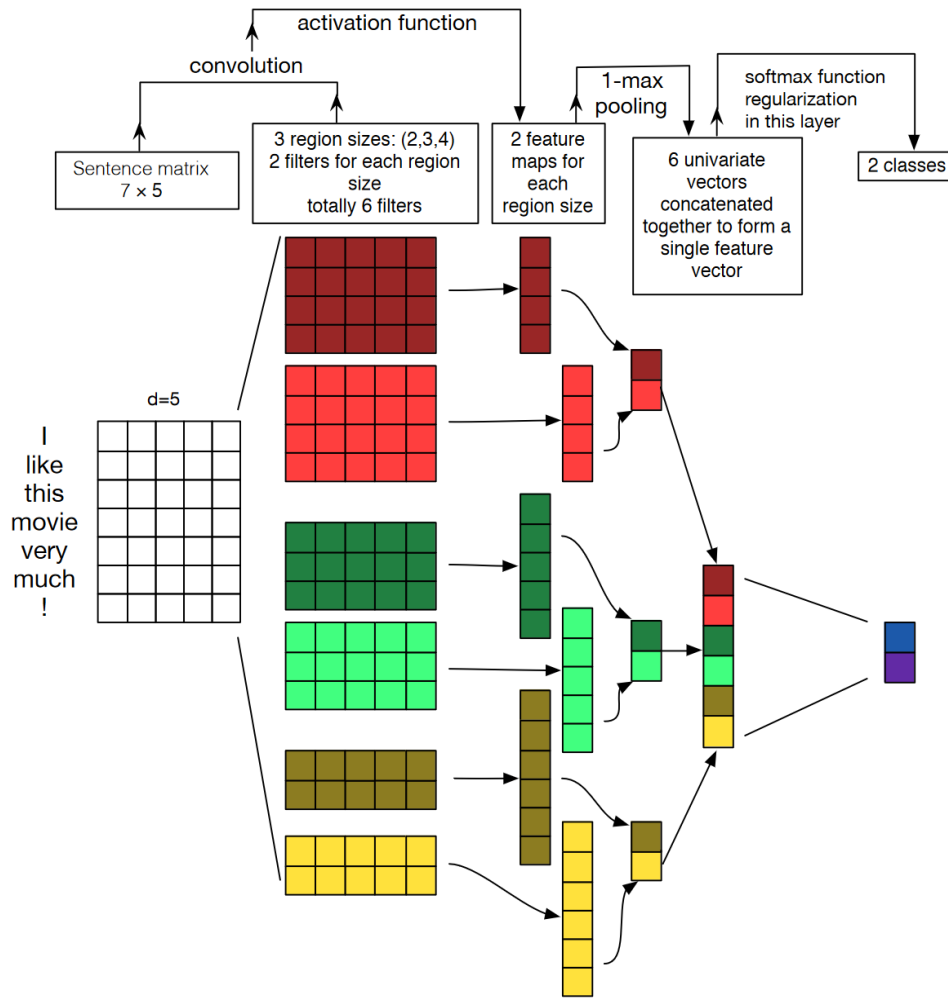 activation function
convolution
1-max
pooling
softmax function
regularization
in this layer
Sentence matrix
7 × 5
3 region sizes: (2,3,4)
2 filters for each region
size
totally 6 filters
2 feature
maps for
each
region size
6 univariate
vectors
concatenated
together to form a
single feature
vector
2 classes
d=5
I
like
this
movie
very
much
!